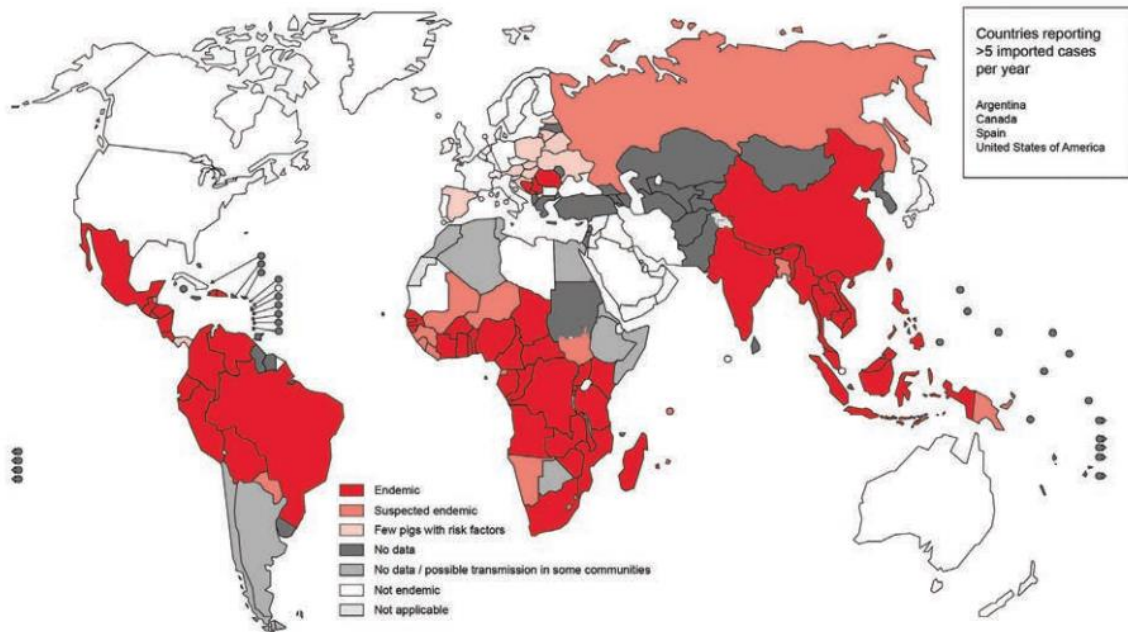 Countries reporting
>5 imported cases
per year
Argentina
Canada
Spain
United States of America
Endemic
Suspected endemic
Few pigs with risk factors
No data
No data / possible transmission in some communities
Not endemic
Not applicable